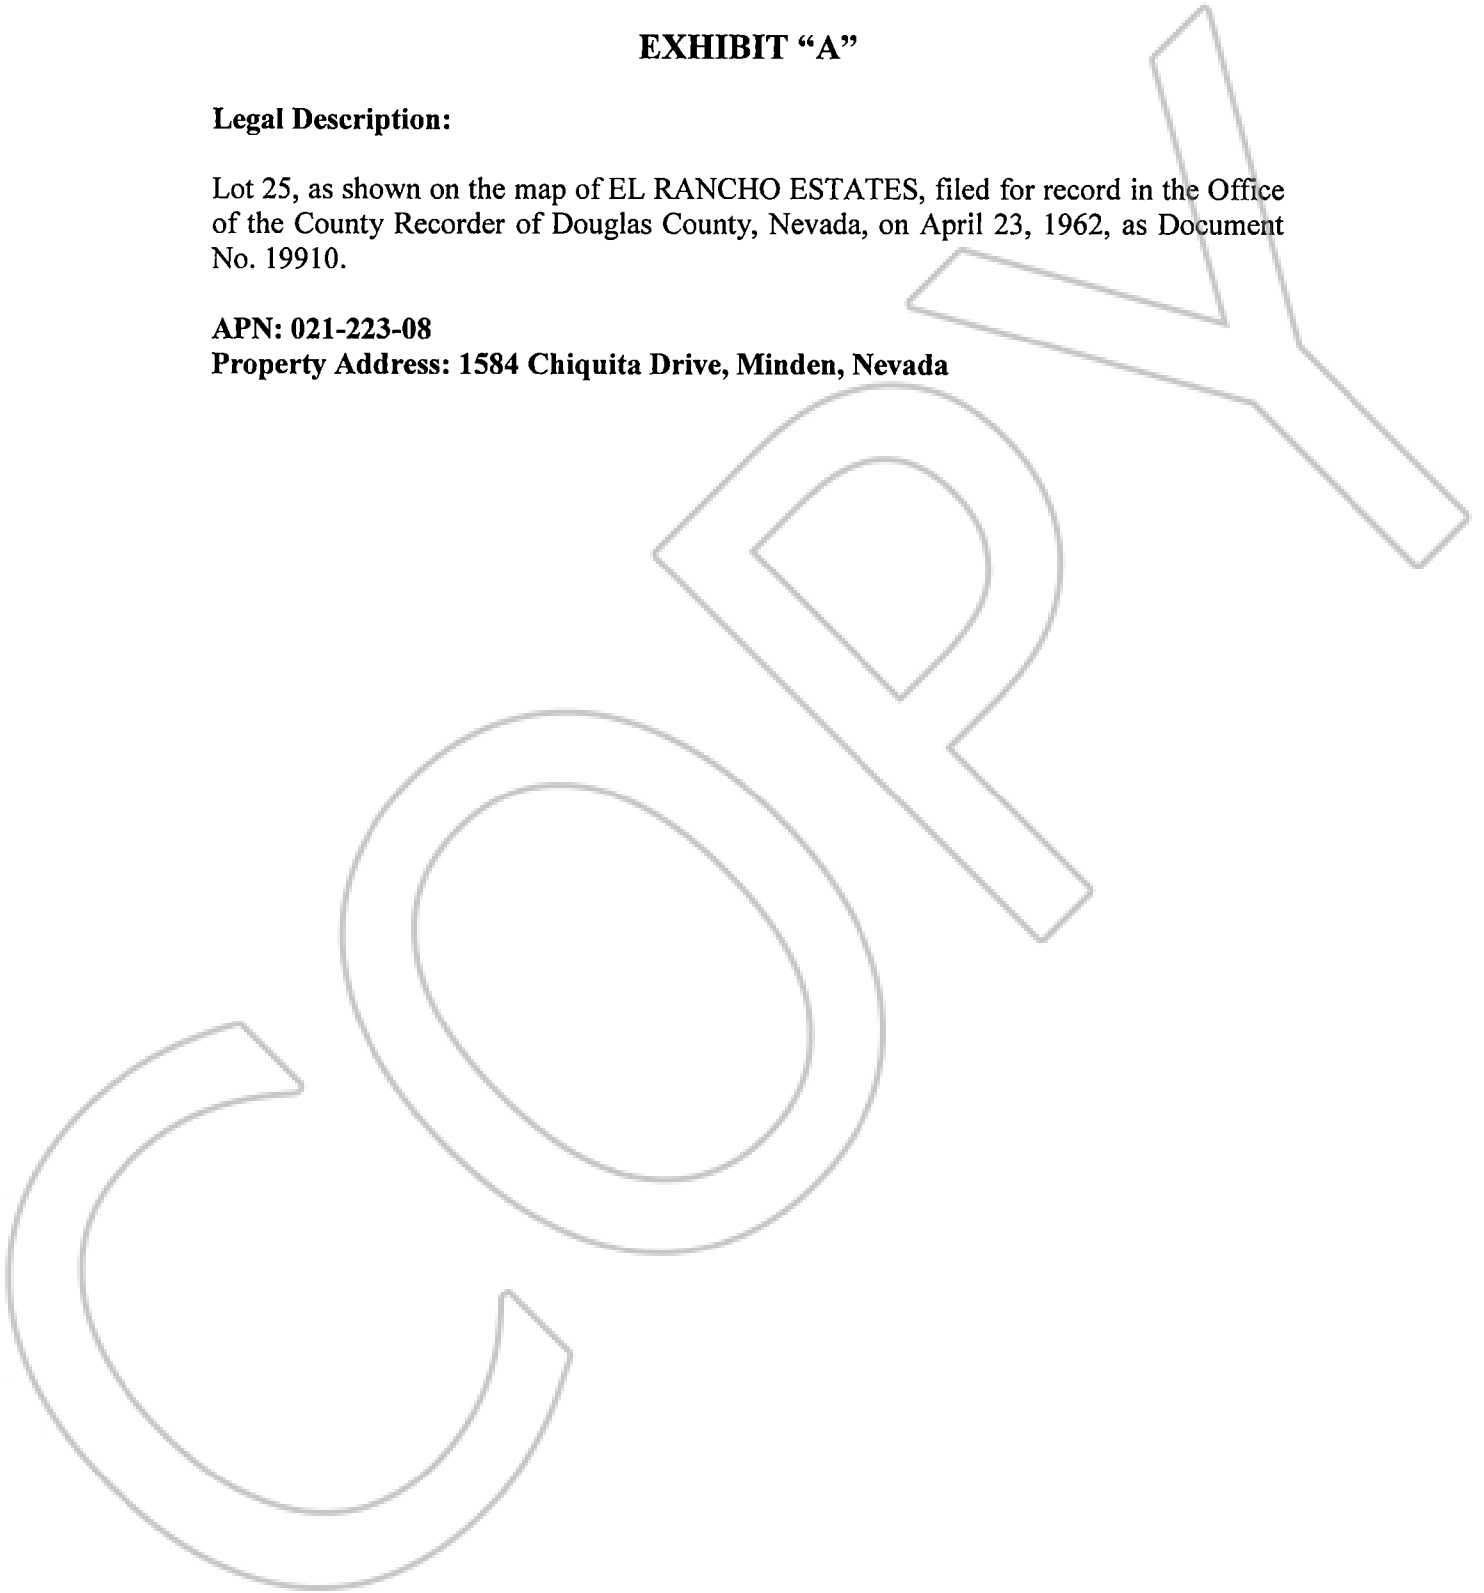 EXHIBIT “A”
Legal Description:
Lot 25, as shown on the map of EL RANCHO ESTATES, filed for record in the Office
of the County Recorder of Douglas County, Nevada, on April 23, 1962, as Document
No. 19910.
APN: 021-223-08
Property Address: 1584 Chiquita Drive, Minden, Nevada
COPY